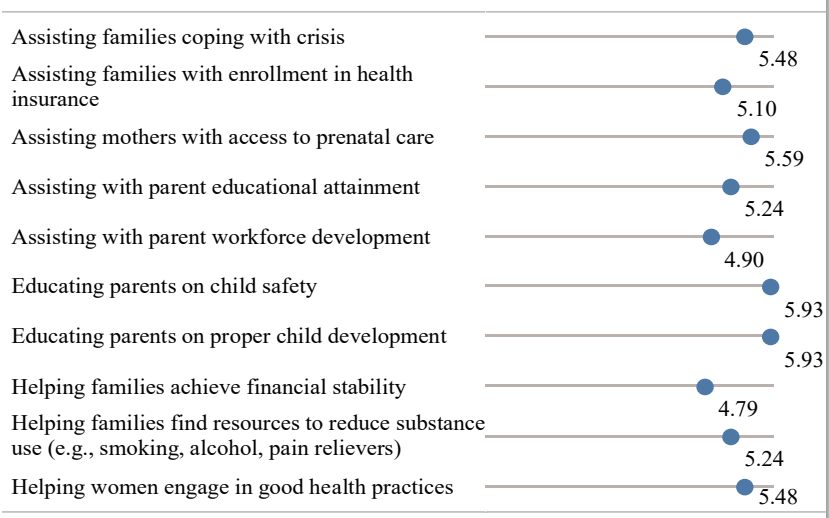 Assisting families coping with crisis
5.48
Assisting families with enrollment in health
insurance
5.10
Assisting mothers with access to prenatal care
5.59
Assisting with parent educational attainment
5.24
Assisting with parent workforce development
4.90
Educating parents on child safety
5.93
Educating parents on proper child development
5.93
Helping families achieve financial stability
4.79
Helping families find resources to reduce substance
use (e.g., smoking, alcohol, pain relievers)
5.24
Helping women engage in good health practices
5.48